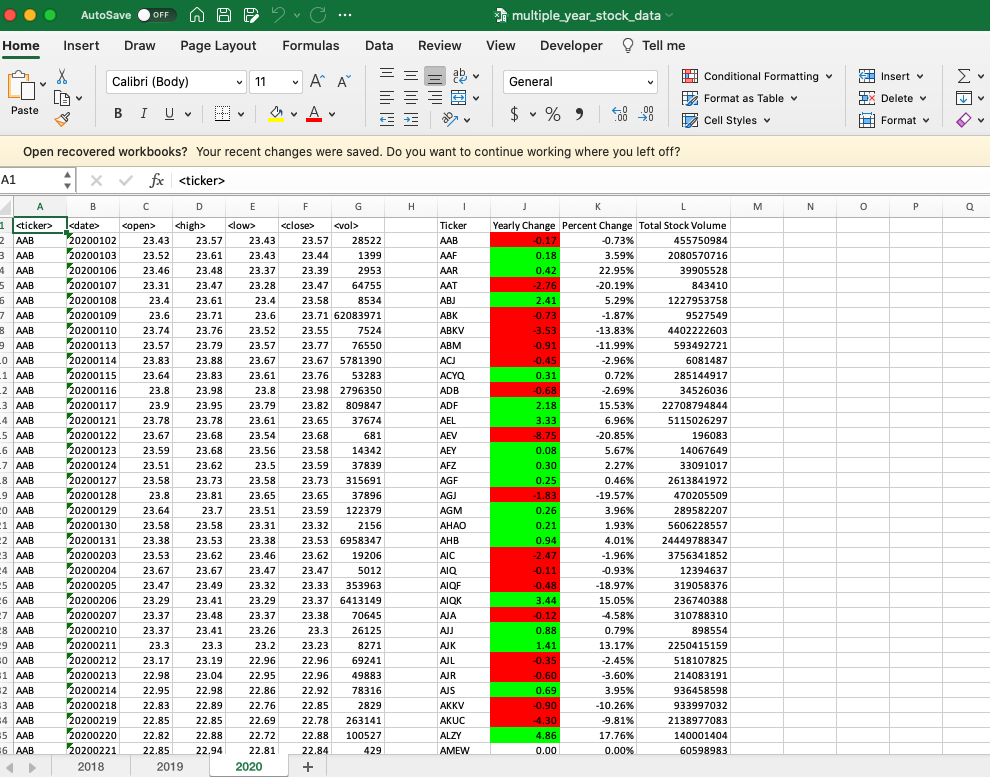 AutoSave OFF multiple_year_stock_data
Home Insert Draw Page Layout Formulas Data Review View Developer Tell me
Paste Calibri (Body) 11 A A ab General Conditional Formatting Insert
B I U A $ % Format as Table Delete
Cell Styles Format
Open recovered workbooks? Your recent changes were saved. Do you want to continue working where you left off?
A1 fx <ticker>
A B C D E F G H I J K L M N O P Q
1 <ticker> <date> <open> <high> <low> <close> <vol> Ticker Yearly Change Percent Change Total Stock Volume
2 AAB 20200102 23.43 23.57 23.43 23.57 28522 AAB -0.17 -0.73% 455750984
3 AAB 20200103 23.52 23.61 23.43 23.44 1399 AAF 0.18 3.59% 2080570716
4 AAB 20200106 23.46 23.48 23.37 23.39 2953 AAR 0.42 22.95% 39905528
5 AAB 20200107 23.31 23.47 23.28 23.47 64755 AAT -2.76 -20.19% 843410
6 AAB 20200108 23.4 23.61 23.4 23.58 8534 ABJ 2.41 5.29% 1227953758
7 AAB 20200109 23.6 23.71 23.6 23.71 62083971 ABK -0.73 -1.87% 9527549
8 AAB 20200110 23.74 23.76 23.52 23.55 7524 ABKV -3.53 -13.83% 4402222603
9 AAB 20200113 23.57 23.79 23.57 23.77 76550 ABM -0.91 -11.99% 593492721
0 AAB 20200114 23.83 23.88 23.67 23.67 5781390 ACJ -0.45 -2.96% 6081487
1 AAB 20200115 23.64 23.83 23.61 23.76 53283 ACYQ 0.31 0.72% 285144917
2 AAB 20200116 23.8 23.98 23.8 23.98 2796350 ADB -0.68 -2.69% 34526036
3 AAB 20200117 23.9 23.95 23.79 23.82 809847 ADF 2.18 15.53% 22708794844
4 AAB 20200121 23.78 23.78 23.61 23.65 37674 AEL 3.33 6.96% 5115026297
5 AAB 20200122 23.67 23.68 23.54 23.68 681 AEV -8.75 -20.85% 196083
6 AAB 20200123 23.59 23.68 23.56 23.58 14342 AEY 0.08 5.67% 14067649
7 AAB 20200124 23.51 23.62 23.5 23.59 37839 AFZ 0.30 2.27% 33091017
8 AAB 20200127 23.58 23.73 23.58 23.73 315691 AGF 0.25 0.46% 2613841972
9 AAB 20200128 23.8 23.81 23.65 23.65 37896 AGJ -1.83 -19.57% 470205509
20 AAB 20200129 23.64 23.7 23.51 23.59 122379 AGM 0.26 3.96% 289582207
21 AAB 20200130 23.58 23.58 23.31 23.32 2156 AHAO 0.21 1.93% 5606228557
22 AAB 20200131 23.38 23.53 23.38 23.53 6958347 AHB 0.94 4.01% 24449788347
23 AAB 20200203 23.53 23.62 23.46 23.62 19206 AIC -2.47 -1.96% 3756341852
24 AAB 20200204 23.67 23.67 23.47 23.47 5012 AIQ -0.11 -0.93% 12394637
25 AAB 20200205 23.47 23.49 23.32 23.33 353963 AIQF -0.48 -18.97% 319058376
26 AAB 20200206 23.29 23.41 23.29 23.37 6413149 AIQK 3.44 15.05% 236740388
27 AAB 20200207 23.37 23.48 23.37 23.38 70645 AJA -0.12 -4.58% 310788310
28 AAB 20200210 23.37 23.41 23.26 23.3 26125 AJJ 0.88 0.79% 898554
29 AAB 20200211 23.3 23.3 23.2 23.23 8271 AJK 1.41 13.17% 2250415159
30 AAB 20200212 23.17 23.19 22.96 22.96 69241 AJL -0.35 -2.45% 518107825
31 AAB 20200213 22.98 23.04 22.95 22.96 49883 AJR -0.60 -3.60% 214083191
32 AAB 20200214 22.95 22.98 22.86 22.92 78316 AJS 0.69 3.95% 936458598
33 AAB 20200218 22.83 22.89 22.76 22.85 2829 AKKV -0.90 -10.26% 933997032
34 AAB 20200219 22.85 22.85 22.69 22.78 263141 AKUC -4.30 -9.81% 2138977083
35 AAB 20200220 22.82 22.88 22.72 22.88 100527 ALZY 4.86 17.76% 140001404
36 AAB 20200221 22.85 22.94 22.81 22.84 429 AMEW 0.00 0.00% 60598983
2018 2019 2020 +